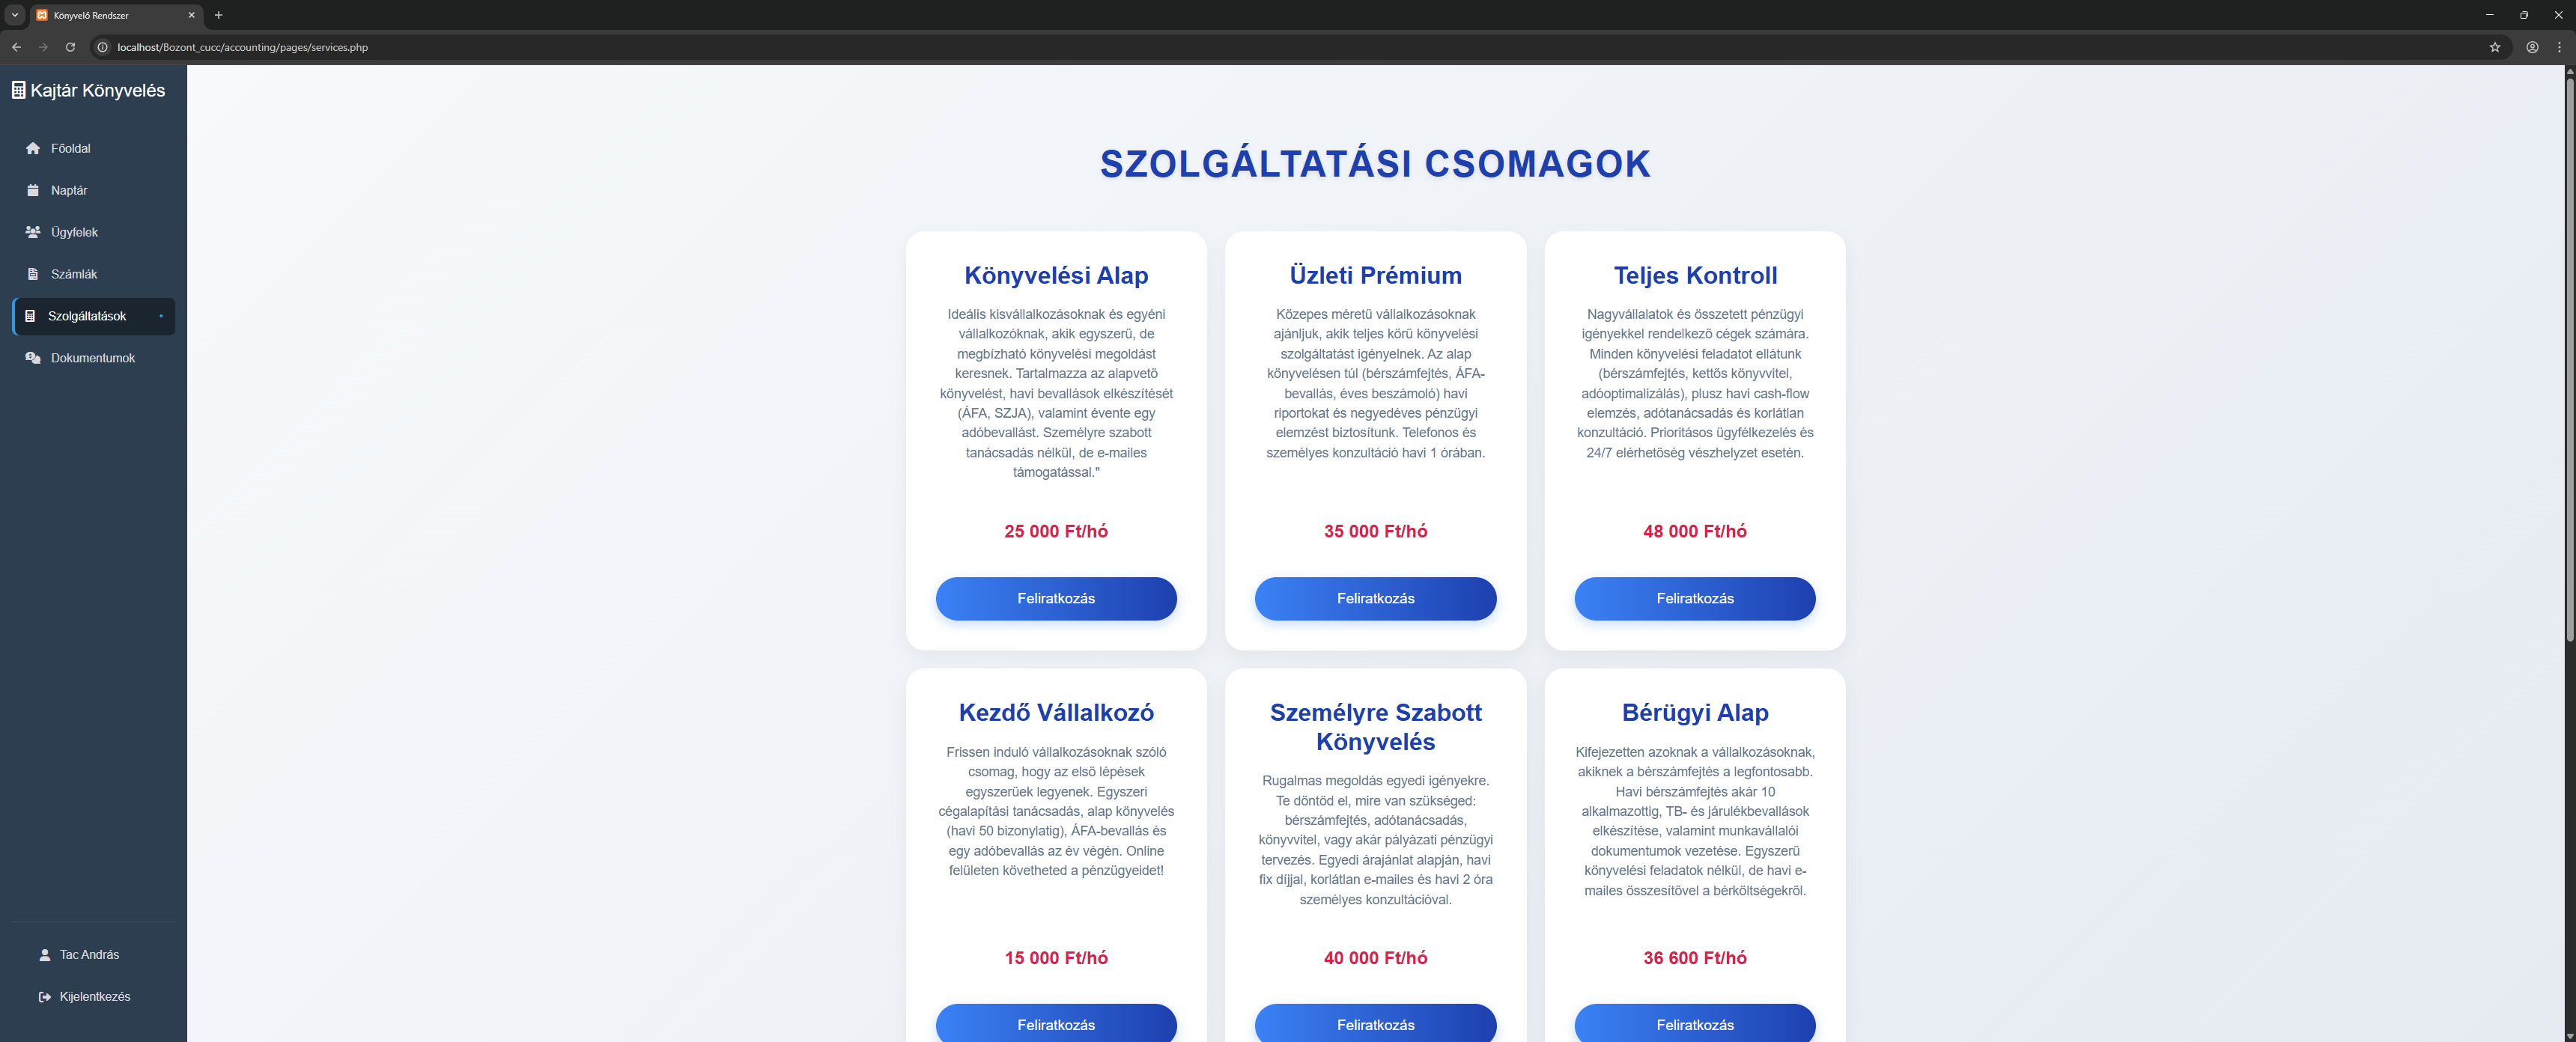 Könyvelő Rendszer
localhost/Bozont_cucc/accounting/pages/services.php
Kajtár Könyvelés
Főoldal
Naptár
Ügyfelek
Számlák
Szolgáltatások
Dokumentumok
Tac András
Kijelentkezés
SZOLGÁLTATÁSI CSOMAGOK
Könyvelési Alap
Ideális kisvállalkozásoknak és egyéni
vállalkozóknak, akik egyszerű, de
megbízható könyvelési megoldást
keresnek. Tartalmazza az alapvető
könyvelést, havi bevallások elkészítését
(ÁFA, SZJA), valamint évente egy
adóbevallást. Személyre szabott
tanácsadás nélkül, de e-mailes
támogatással."
25 000 Ft/hó
Feliratkozás
Üzleti Prémium
Közepes méretű vállalkozásoknak
ajánljuk, akik teljes körű könyvelési
szolgáltatást igényelnek. Az alap
könyvelésen túl (bérszámfejtés, ÁFA-
bevallás, éves beszámoló) havi
riportokat és negyedéves pénzügyi
elemzést biztosítunk. Telefonos és
személyes konzultáció havi 1 órában.
35 000 Ft/hó
Feliratkozás
Teljes Kontroll
Nagyvállalatok és összetett pénzügyi
igényekkel rendelkező cégek számára.
Minden könyvelési feladatot ellátunk
(bérszámfejtés, kettős könyvvitel,
adóoptimalizálás), plusz havi cash-flow
elemzés, adótanácsadás és korlátlan
konzultáció. Prioritásos ügyfélkezelés és
24/7 elérhetőség vészhelyzet esetén.
48 000 Ft/hó
Feliratkozás
Kezdő Vállalkozó
Frissen induló vállalkozásoknak szóló
csomag, hogy az első lépések
egyszerűek legyenek. Egyszeri
cégalapítási tanácsadás, alap könyvelés
(havi 50 bizonylatig), ÁFA-bevallás és
egy adóbevallás az év végén. Online
felületen követheted a pénzügyeidet!
15 000 Ft/hó
Feliratkozás
Személyre Szabott
Könyvelés
Rugalmas megoldás egyedi igényekre.
Te döntöd el, mire van szükséged:
bérszámfejtés, adótanácsadás,
könyvvitel, vagy akár pályázati pénzügyi
tervezés. Egyedi árajánlat alapján, havi
fix díjjal, korlátlan e-mailes és havi 2 óra
személyes konzultációval.
40 000 Ft/hó
Feliratkozás
Bérügyi Alap
Kifejezetten azoknak a vállalkozásoknak,
akiknek a bérszámfejtés a legfontosabb.
Havi bérszámfejtés akár 10
alkalmazottig, TB- és járulékbevallások
elkészítése, valamint munkavállalói
dokumentumok vezetése. Egyszerű
könyvelési feladatok nélkül, de havi e-
mailes összesítővel a bérköltségekről.
36 600 Ft/hó
Feliratkozás